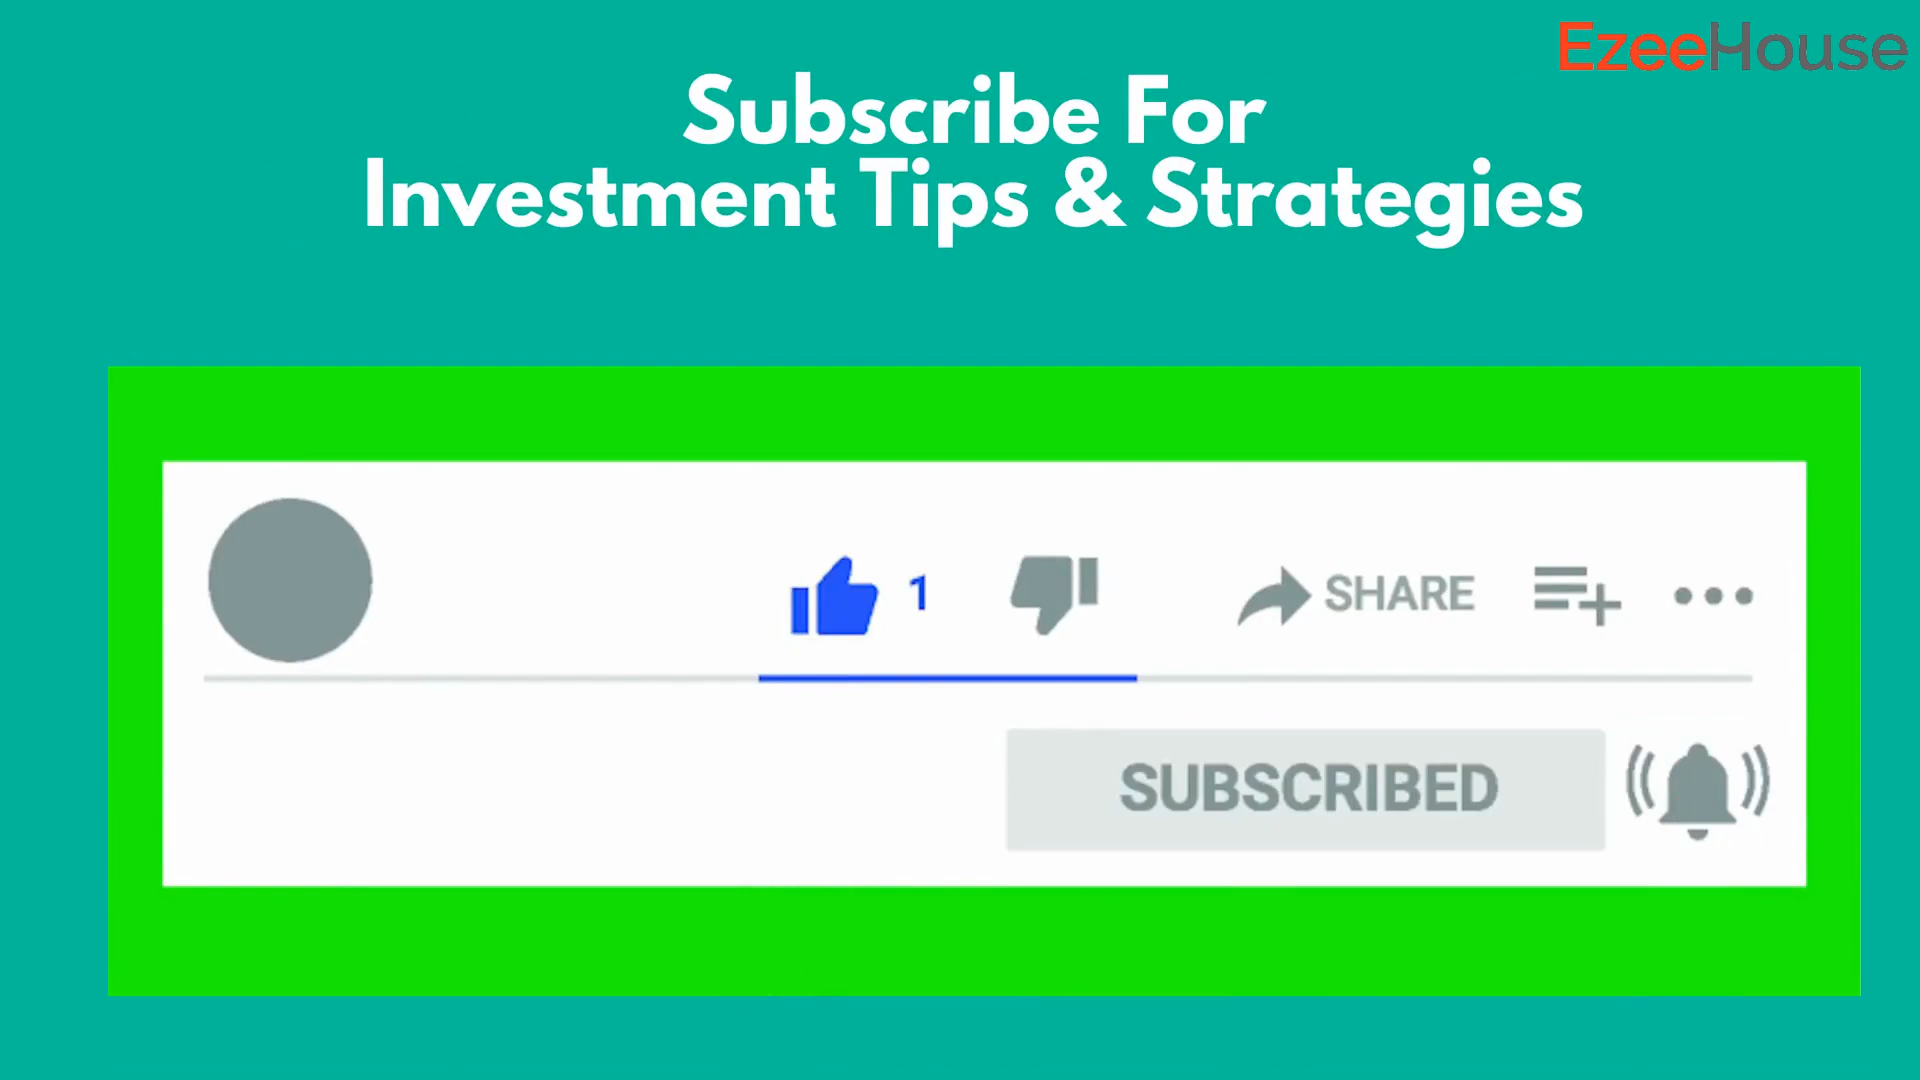 EzeeHouse
Subscribe For
Investment Tips & Strategies
1
SHARE
SUBSCRIBED